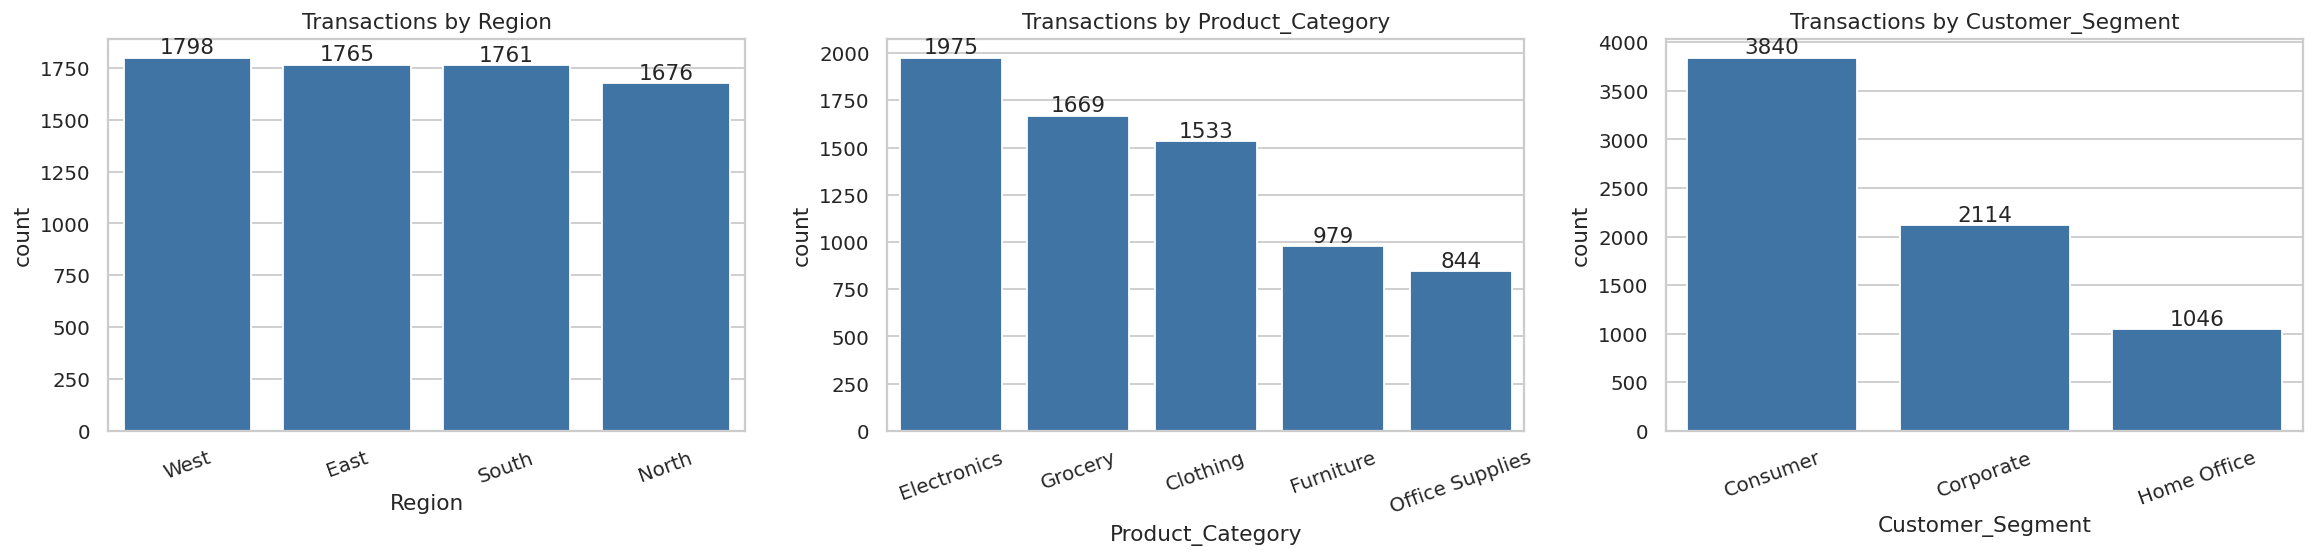 Transactions by Region
1798
1765
1761
1676
1750
1500
1250
1000
750
500
250
0
count
West
East
South
North
Region
Transactions by Product_Category
1975
1669
1533
979
844
2000
1750
1500
1250
1000
750
500
250
0
count
Electronics
Grocery
Clothing
Furniture
Office Supplies
Product_Category
Transactions by Customer_Segment
3840
2114
1046
4000
3500
3000
2500
2000
1500
1000
500
0
count
Consumer
Corporate
Home Office
Customer_Segment